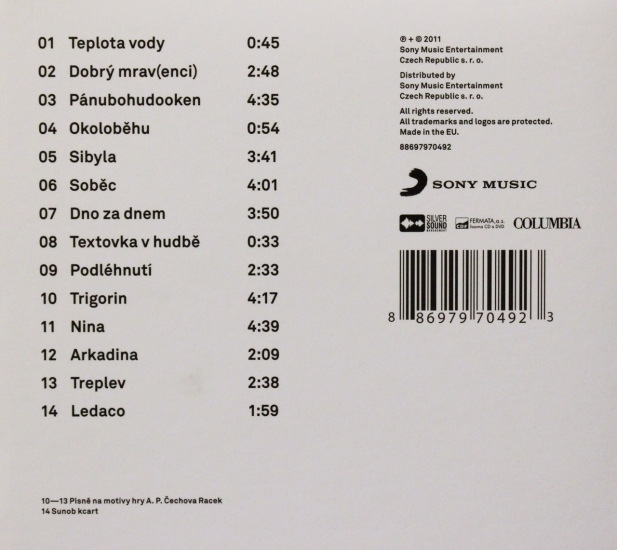 01 Teplota vody 0:45
02 Dobrý mrav(enci) 2:48
03 Pánubohudooken 4:35
04 Okoloběhu 0:54
05 Sibyla 3:41
06 Soběc 4:01
07 Dno za dnem 3:50
08 Textovka v hudbě 0:33
09 Podléhnutí 2:33
10 Trigorin 4:17
11 Nina 4:39
12 Arkadina 2:09
13 Treplev 2:38
14 Ledaco 1:59
10—13 Písně na motivy hry A. P. Čechova Racek
14 Sunob kcart
℗ + © 2011
Sony Music Entertainment
Czech Republic s. r. o.
Distributed by
Sony Music Entertainment
Czech Republic s. r. o.
All rights reserved.
All trademarks and logos are protected.
Made in the EU.
88697970492
SONY MUSIC
SILVER
SOUND
MANAGEMENT
FERMATA, a.s.
COLUMBIA
8 86979 70492 3